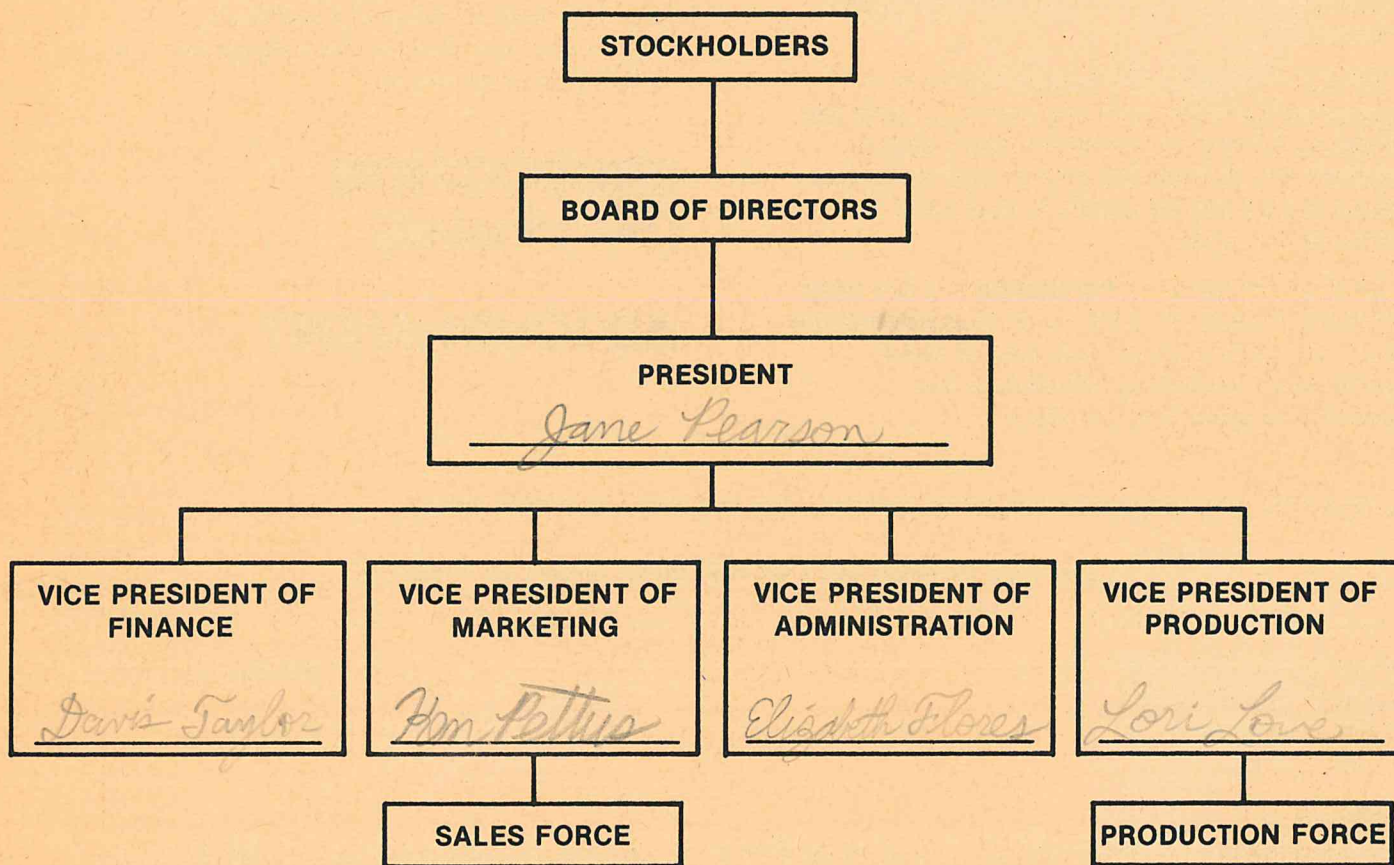 STOCKHOLDERS
BOARD OF DIRECTORS
PRESIDENT
Jane Pearson
VICE PRESIDENT OF
FINANCE
Davis Taylor
VICE PRESIDENT OF
MARKETING
Pettus
VICE PRESIDENT OF
ADMINISTRATION
Elizabeth Flores
VICE PRESIDENT OF
PRODUCTION
Lori Love
SALES FORCE
PRODUCTION FORCE